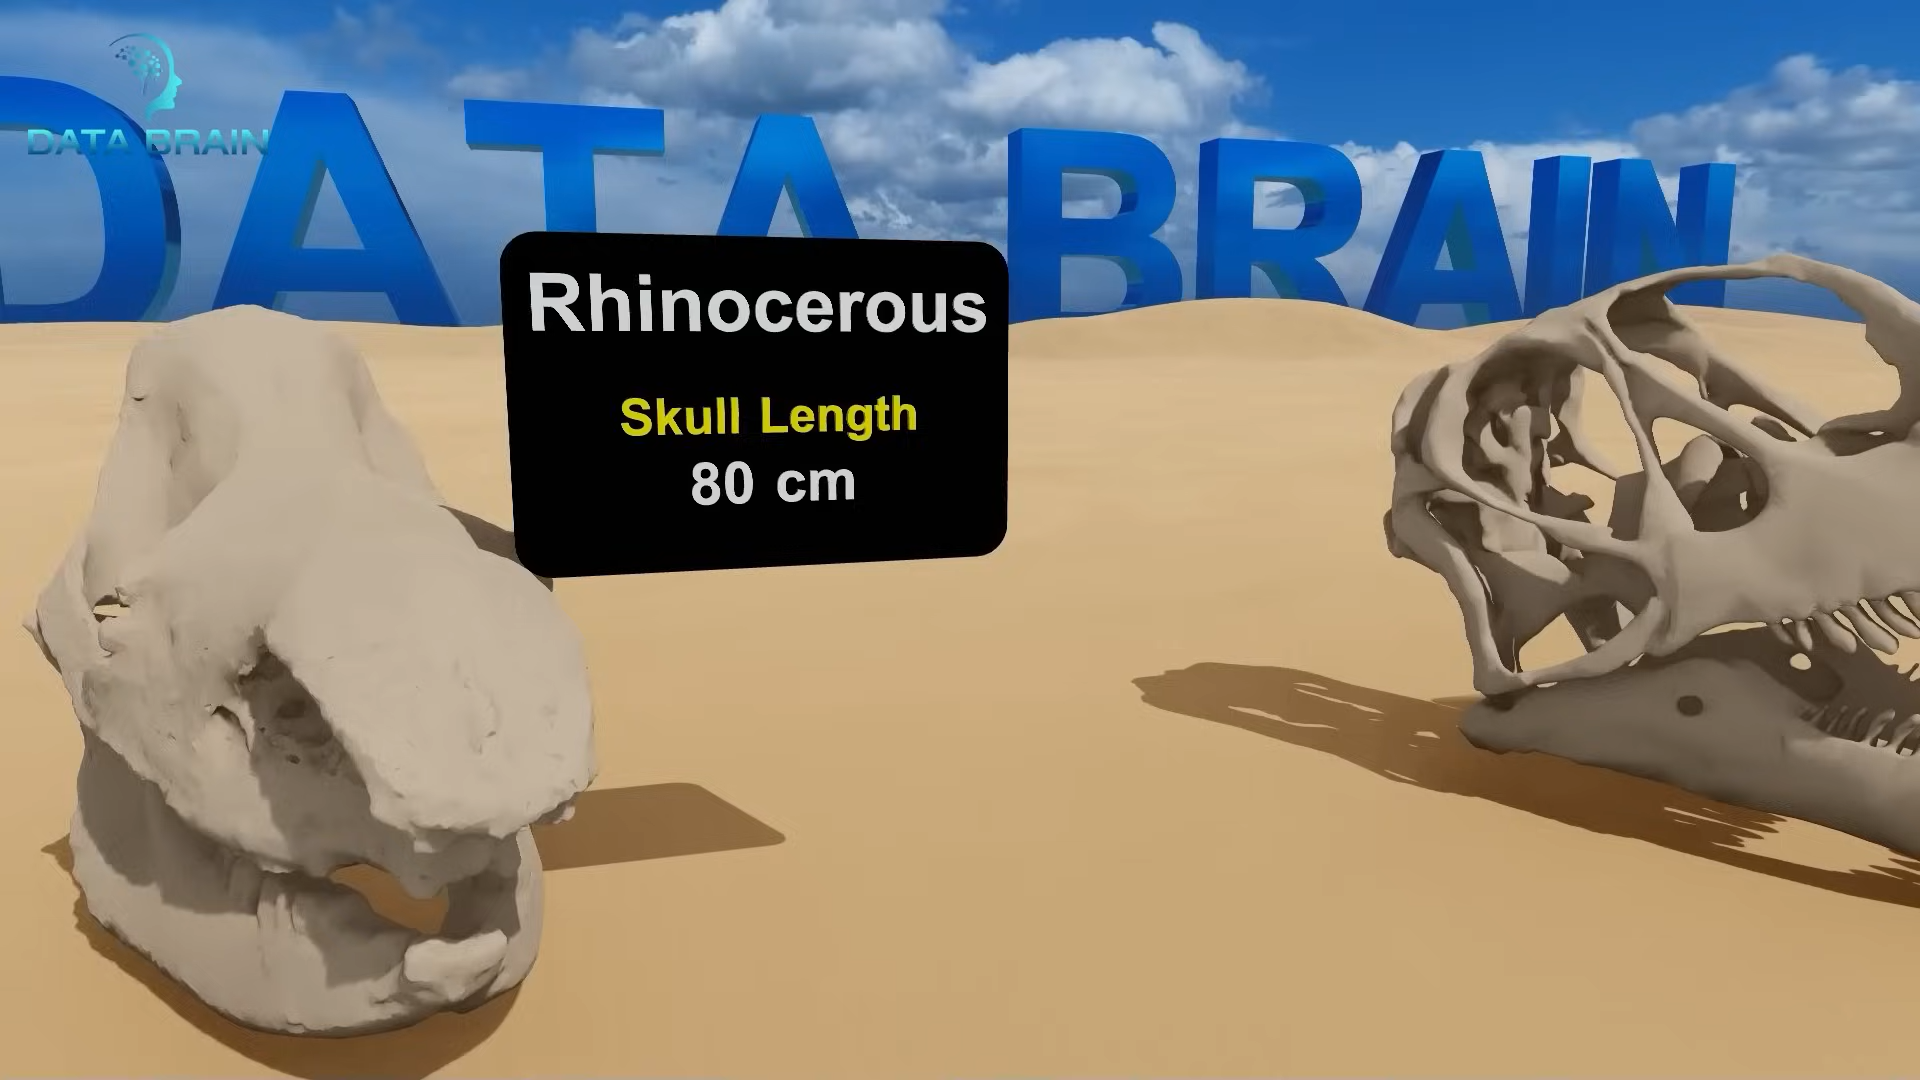 DATA BRAIN
DATA BRAIN
Rhinocerous
Skull Length
80 cm